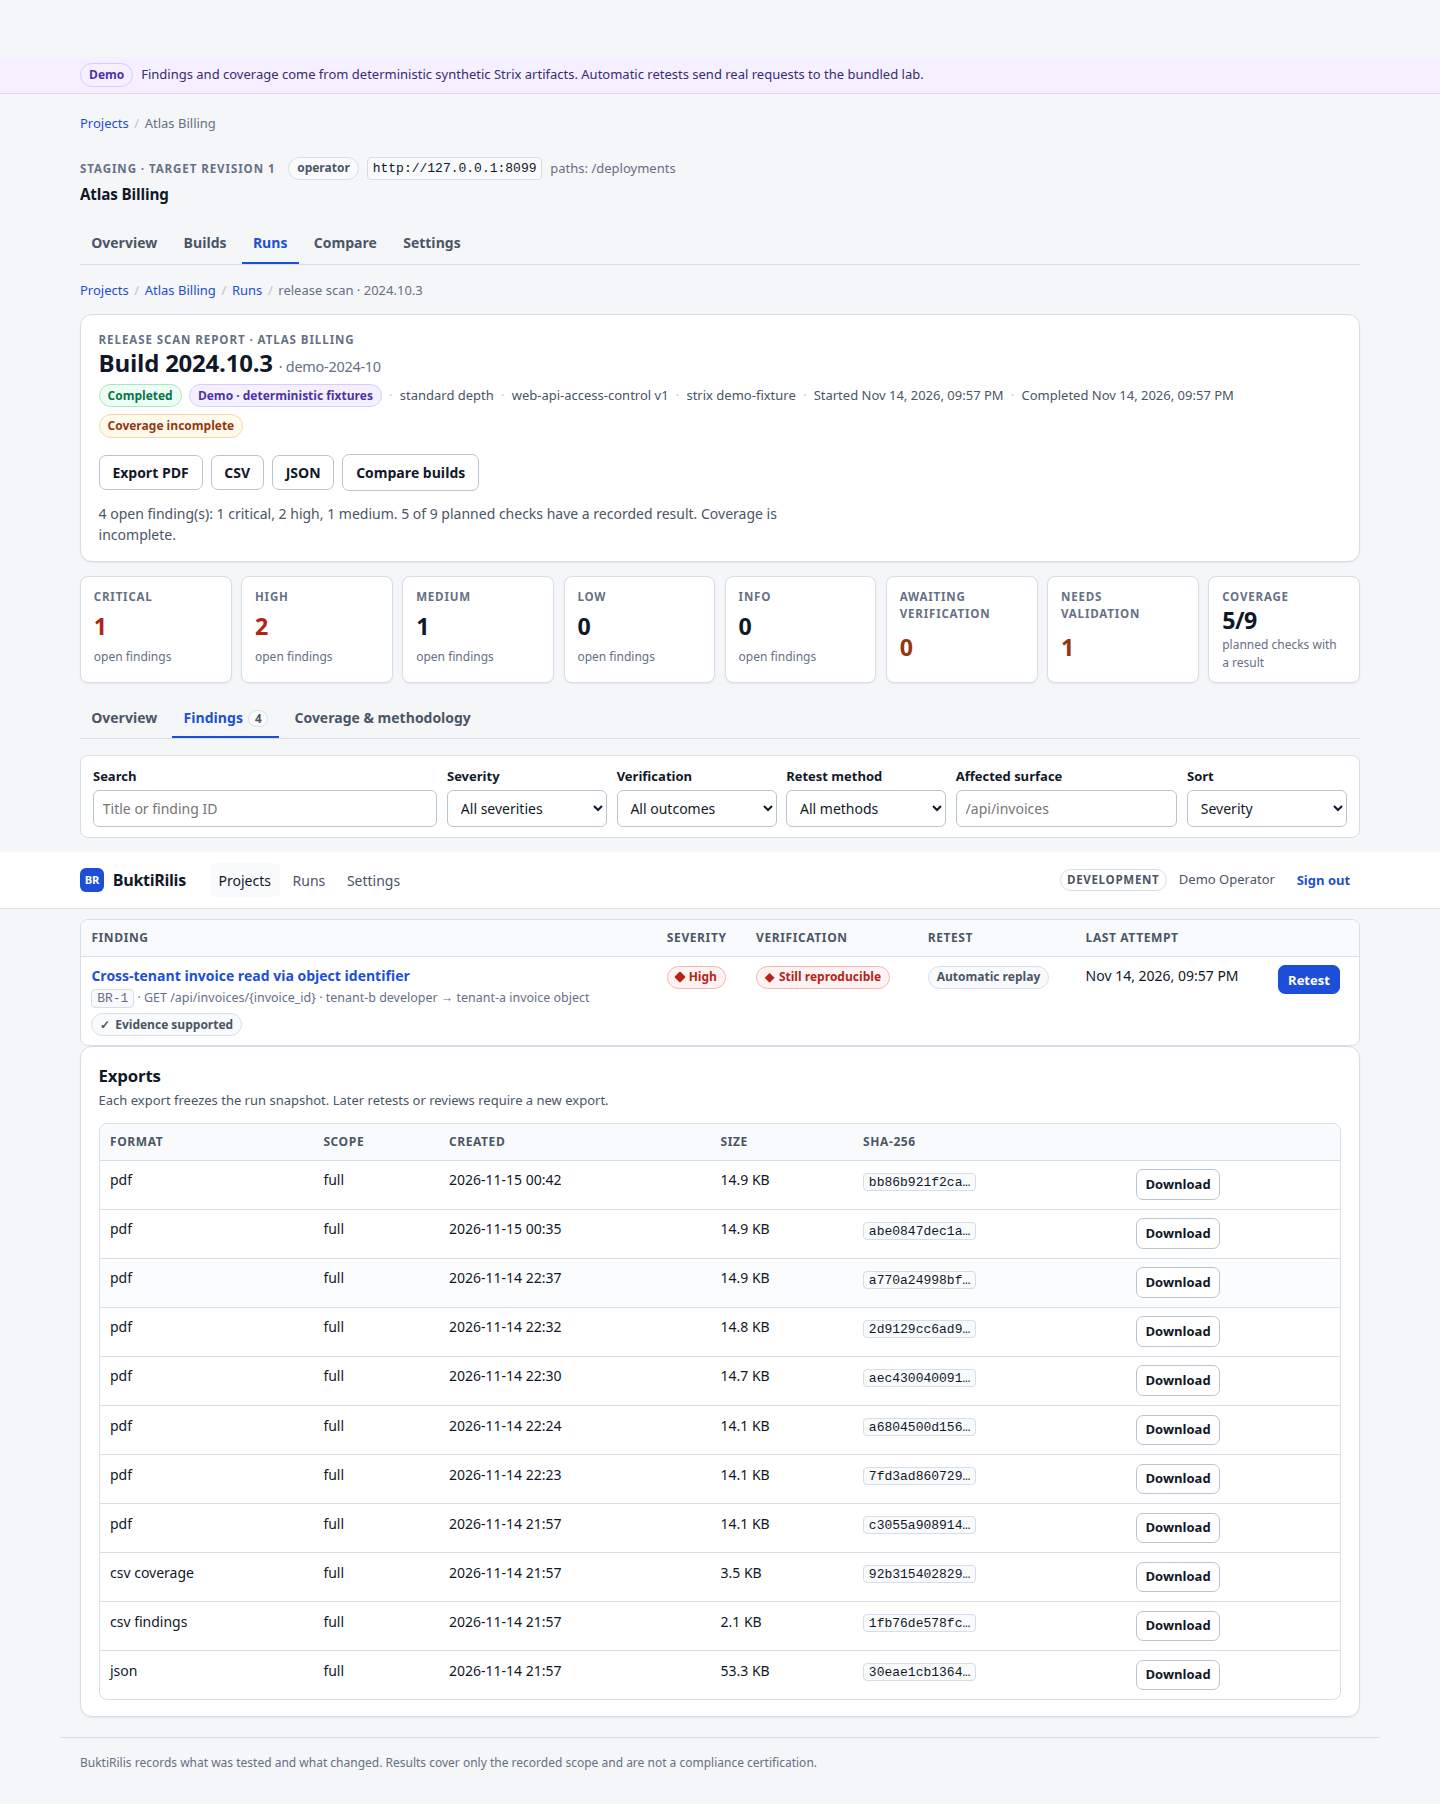 Demo Findings and coverage come from deterministic synthetic Strix artifacts. Automatic retests send real requests to the bundled lab.
Projects / Atlas Billing
STAGING · TARGET REVISION 1 operator http://127.0.0.1:8099 paths: /deployments
Atlas Billing
Overview Builds Runs Compare Settings
Projects / Atlas Billing / Runs / release scan · 2024.10.3
RELEASE SCAN REPORT · ATLAS BILLING
Build 2024.10.3 · demo-2024-10
Completed Demo · deterministic fixtures · standard depth · web-api-access-control v1 · strix demo-fixture · Started Nov 14, 2026, 09:57 PM · Completed Nov 14, 2026, 09:57 PM
Coverage incomplete
Export PDF CSV JSON Compare builds
4 open finding(s): 1 critical, 2 high, 1 medium. 5 of 9 planned checks have a recorded result. Coverage is
incomplete.
CRITICAL
1
open findings
HIGH
2
open findings
MEDIUM
1
open findings
LOW
0
open findings
INFO
0
open findings
AWAITING
VERIFICATION
0
NEEDS
VALIDATION
1
COVERAGE
5/9
planned checks with
a result
Overview Findings 4 Coverage & methodology
Search Severity Verification Retest method Affected surface Sort
Title or finding ID All severities All outcomes All methods /api/invoices Severity
BR BuktiRilis Projects Runs Settings DEVELOPMENT Demo Operator Sign out
FINDING SEVERITY VERIFICATION RETEST LAST ATTEMPT
Cross-tenant invoice read via object identifier ◆ High ◆ Still reproducible Automatic replay Nov 14, 2026, 09:57 PM Retest
BR-1 · GET /api/invoices/{invoice_id} · tenant-b developer → tenant-a invoice object
✓ Evidence supported
Exports
Each export freezes the run snapshot. Later retests or reviews require a new export.
FORMAT SCOPE CREATED SIZE SHA-256
pdf full 2026-11-15 00:42 14.9 KB bb86b921f2ca… Download
pdf full 2026-11-15 00:35 14.9 KB abe0847dec1a… Download
pdf full 2026-11-14 22:37 14.9 KB a770a24998bf… Download
pdf full 2026-11-14 22:32 14.8 KB 2d9129cc6ad9… Download
pdf full 2026-11-14 22:30 14.7 KB aec430040091… Download
pdf full 2026-11-14 22:24 14.1 KB a6804500d156… Download
pdf full 2026-11-14 22:23 14.1 KB 7fd3ad860729… Download
pdf full 2026-11-14 21:57 14.1 KB c3055a908914… Download
csv coverage full 2026-11-14 21:57 3.5 KB 92b315402829… Download
csv findings full 2026-11-14 21:57 2.1 KB 1fb76de578fc… Download
json full 2026-11-14 21:57 53.3 KB 30eae1cb1364… Download
BuktiRilis records what was tested and what changed. Results cover only the recorded scope and are not a compliance certification.